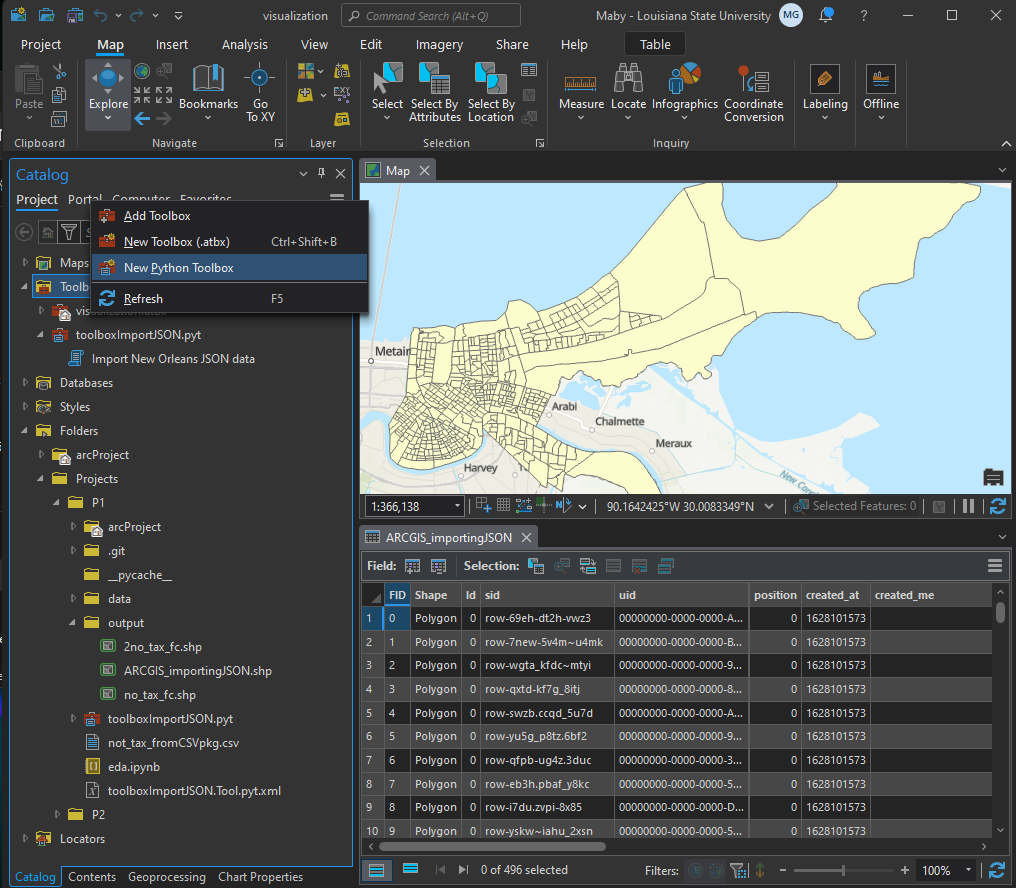 visualization
Command Search (Alt+Q)
Maby - Louisiana State University
MG
?
Project Map Insert Analysis View Edit Imagery Share Help Table
Paste
Explore
Bookmarks
Go To XY
Select
Select By Attributes
Select By Location
Measure
Locate
Infographics
Coordinate Conversion
Labeling
Offline
Clipboard
Navigate
Layer
Selection
Inquiry
Catalog
Project Portal Computer Favorites
Add Toolbox
New Toolbox (.atbx) Ctrl+Shift+B
New Python Toolbox
Refresh F5
Maps
Toolb
toolboxImportJSON.pyt
Import New Orleans JSON data
Databases
Styles
Folders
arcProject
Projects
P1
arcProject
.git
__pycache__
data
output
2no_tax_fc.shp
ARCGIS_importingJSON.shp
no_tax_fc.shp
toolboxImportJSON.pyt
not_tax_fromCSVpkg.csv
eda.ipynb
toolboxImportJSON.Tool.pyt.xml
P2
Locators
Catalog Contents Geoprocessing Chart Properties
Map
Metair
Arabi
Chalmette
Meraux
Harvey
1:366,138
90.1642425°W 30.0083349°N
Selected Features: 0
ARCGIS_importingJSON
Field: Selection:
FID Shape Id sid uid position created_at created_me
1 0 Polygon 0 row-69eh-dt2h-vwz3 00000000-0000-0000-A... 0 1628101573
2 1 Polygon 0 row-7new-5v4m~u4mk 00000000-0000-0000-B... 0 1628101573
3 2 Polygon 0 row-wgta_kfdc~mtyi 00000000-0000-0000-9... 0 1628101573
4 3 Polygon 0 row-qxtd-kf7g_8itj 00000000-0000-0000-8... 0 1628101573
5 4 Polygon 0 row-swzb.ccqd_5u7d 00000000-0000-0000-A... 0 1628101573
6 5 Polygon 0 row-yu5g_p8tz.6bf2 00000000-0000-0000-9... 0 1628101573
7 6 Polygon 0 row-qfpb-ug4z.3duc 00000000-0000-0000-3... 0 1628101573
8 7 Polygon 0 row-eb3h.pbaf_y8kc 00000000-0000-0000-5... 0 1628101573
9 8 Polygon 0 row-i7du.zvpi-8x85 00000000-0000-0000-D... 0 1628101573
10 9 Polygon 0 row-yskw~iahu_2xsn 00000000-0000-0000-5... 0 1628101573
0 of 496 selected
Filters:
100%